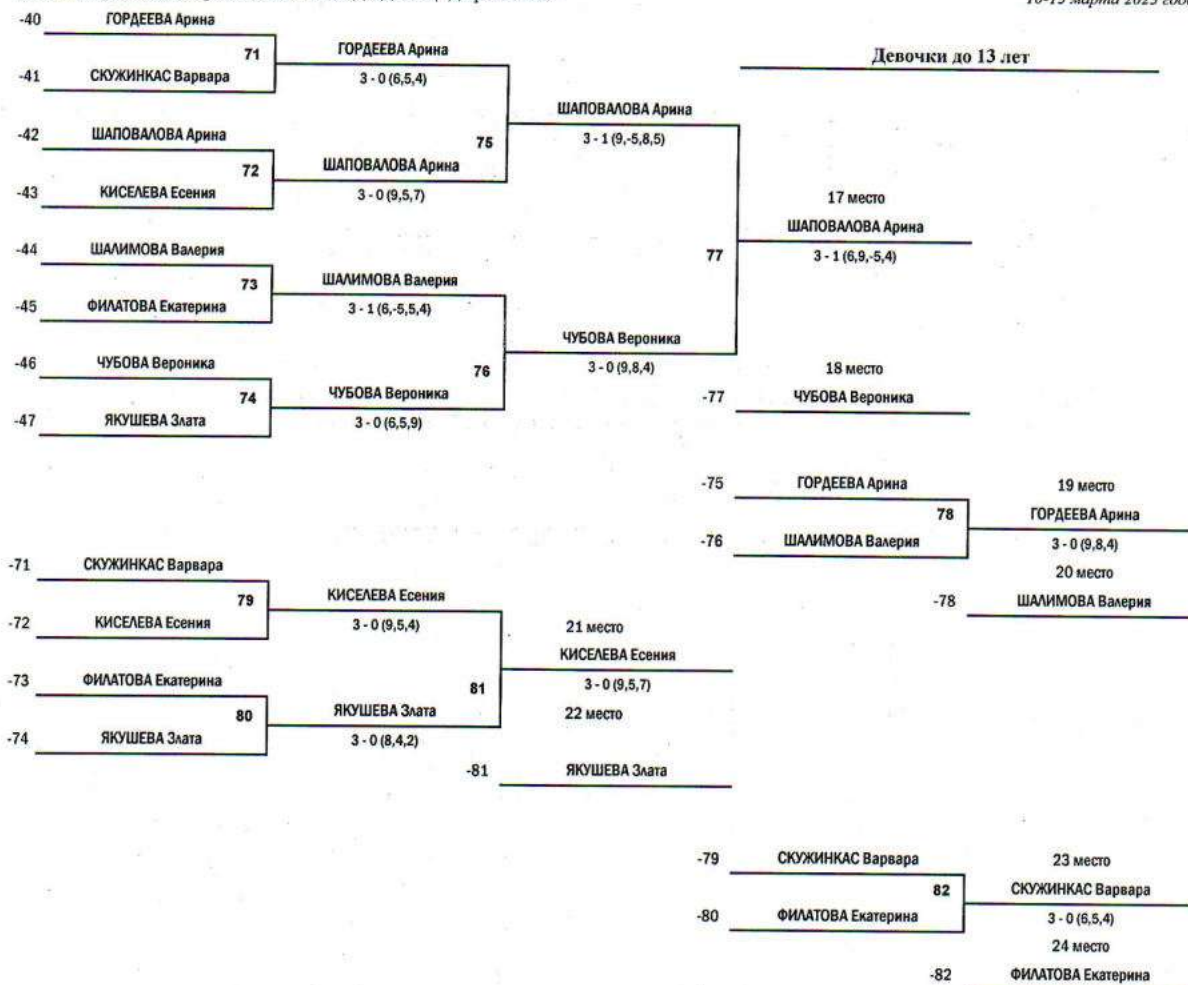 -40 ГОРДЕЕВА Арина
71
-41 СКУЖИНКАС Варвара
ГОРДЕЕВА Арина
3 - 0 (6,5,4)
Девочки до 13 лет
-42 ШАПОВАЛОВА Арина
72
-43 КИСЕЛЕВА Есения
ШАПОВАЛОВА Арина
3 - 0 (9,5,7)
75
ШАПОВАЛОВА Арина
3 - 1 (9,-5,8,5)
-44 ШАЛИМОВА Валерия
73
-45 ФИЛАТОВА Екатерина
ШАЛИМОВА Валерия
3 - 1 (6,-5,5,4)
-46 ЧУБОВА Вероника
74
-47 ЯКУШЕВА Злата
ЧУБОВА Вероника
3 - 0 (6,5,9)
76
ЧУБОВА Вероника
3 - 0 (9,8,4)
77
17 место
ШАПОВАЛОВА Арина
3 - 1 (6,9,-5,4)
18 место
-77 ЧУБОВА Вероника
-75 ГОРДЕЕВА Арина
78
-76 ШАЛИМОВА Валерия
19 место
ГОРДЕЕВА Арина
3 - 0 (9,8,4)
20 место
-78 ШАЛИМОВА Валерия
-71 СКУЖИНКАС Варвара
79
-72 КИСЕЛЕВА Есения
КИСЕЛЕВА Есения
3 - 0 (9,5,4)
-73 ФИЛАТОВА Екатерина
80
-74 ЯКУШЕВА Злата
ЯКУШЕВА Злата
3 - 0 (8,4,2)
81
21 место
КИСЕЛЕВА Есения
3 - 0 (9,5,7)
22 место
-81 ЯКУШЕВА Злата
-79 СКУЖИНКАС Варвара
82
-80 ФИЛАТОВА Екатерина
23 место
СКУЖИНКАС Варвара
3 - 0 (6,5,4)
24 место
-82 ФИЛАТОВА Екатерина